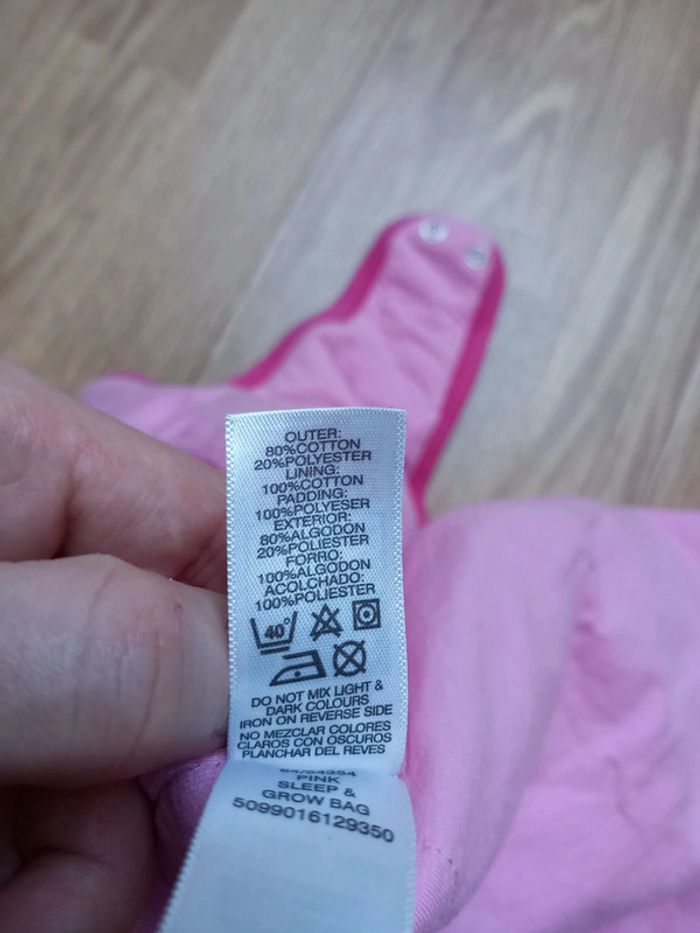 OUTER:
80%COTTON
20%POLYESTER
LINING:
100%COTTON
PADDING:
100%POLYESER
EXTERIOR:
80%ALGODON
20%POLIESTER
FORRO:
100%ALGODON
ACOLCHADO:
100%POLIESTER
40°
DO NOT MIX LIGHT &
DARK COLOURS
IRON ON REVERSE SIDE
NO MEZCLAR COLORES
CLAROS CON OSCUROS
PLANCHAR DEL REVES
PINK
SLEEP &
GROW BAG
5099016129350